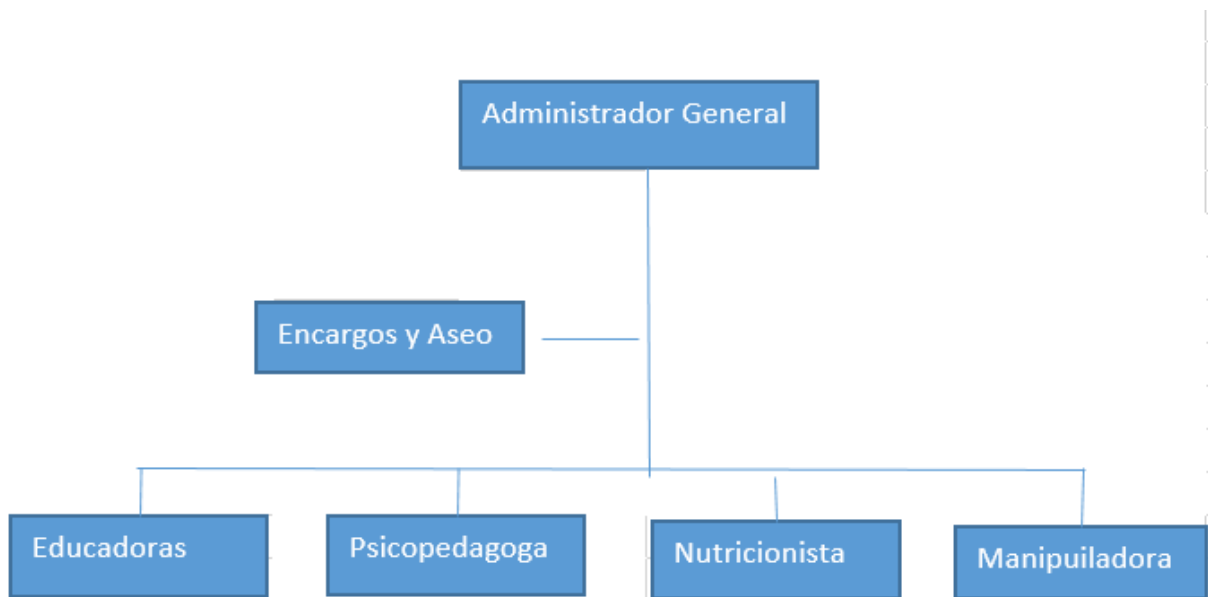 Administrador General
Encargos y Aseo
Educadoras
Psicopedagoga
Nutricionista
Manipuiladora